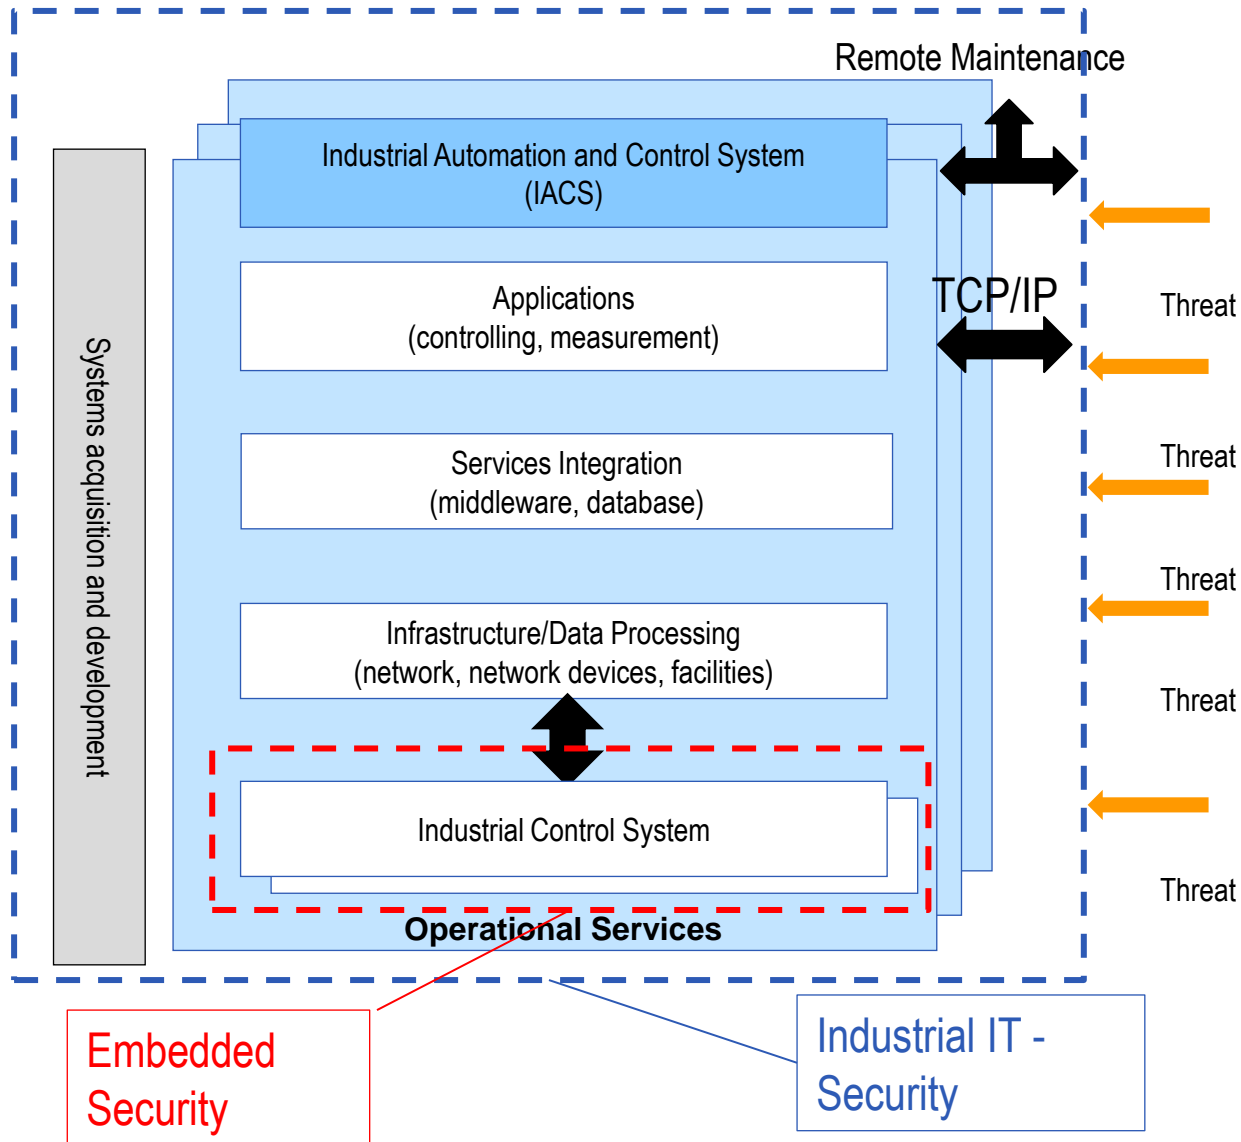 Remote Maintenance
Industrial Automation and Control System
(IACS)
Applications
(controlling, measurement)
TCP/IP
Threat
Systems acquisition and development
Services Integration
(middleware, database)
Threat
Threat
Infrastructure/Data Processing
(network, network devices, facilities)
Threat
Industrial Control System
Threat
Operational Services
Embedded
Security
Industrial IT -
Security